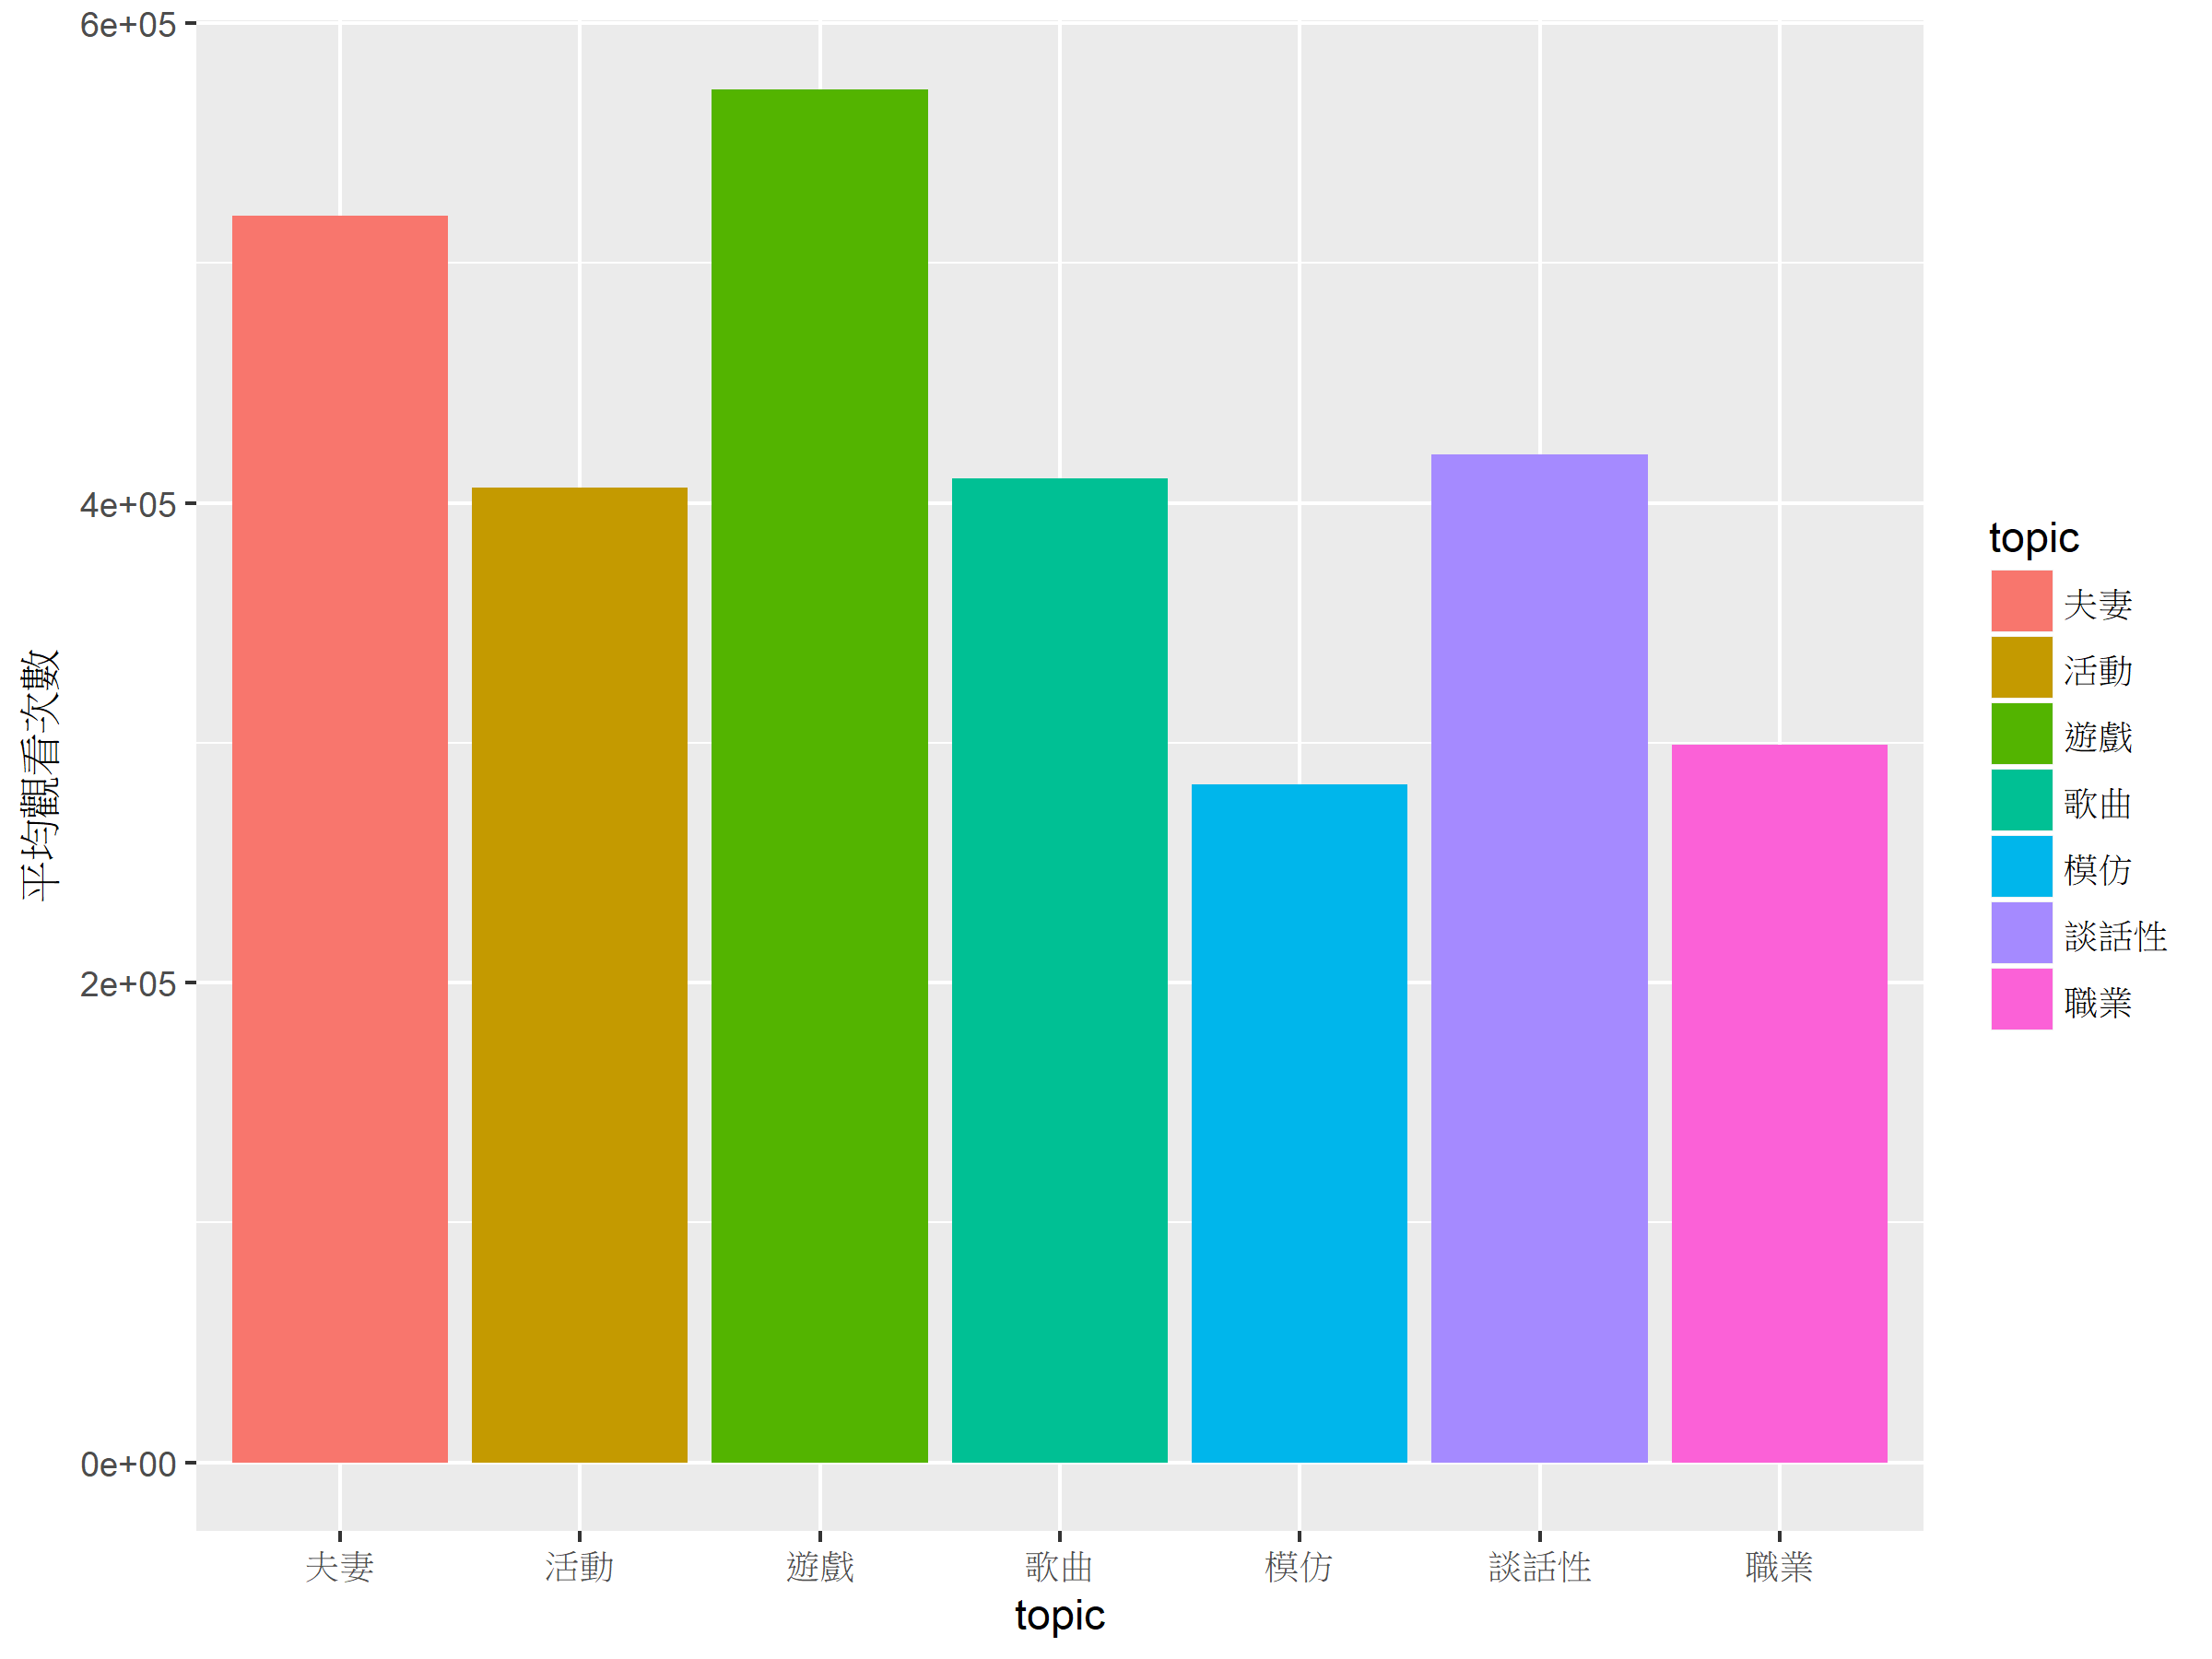 6e+05
4e+05
2e+05
0e+00
平均觀看次數
夫妻
活動
遊戲
歌曲
模仿
談話性
職業
topic
topic
夫妻
活動
遊戲
歌曲
模仿
談話性
職業